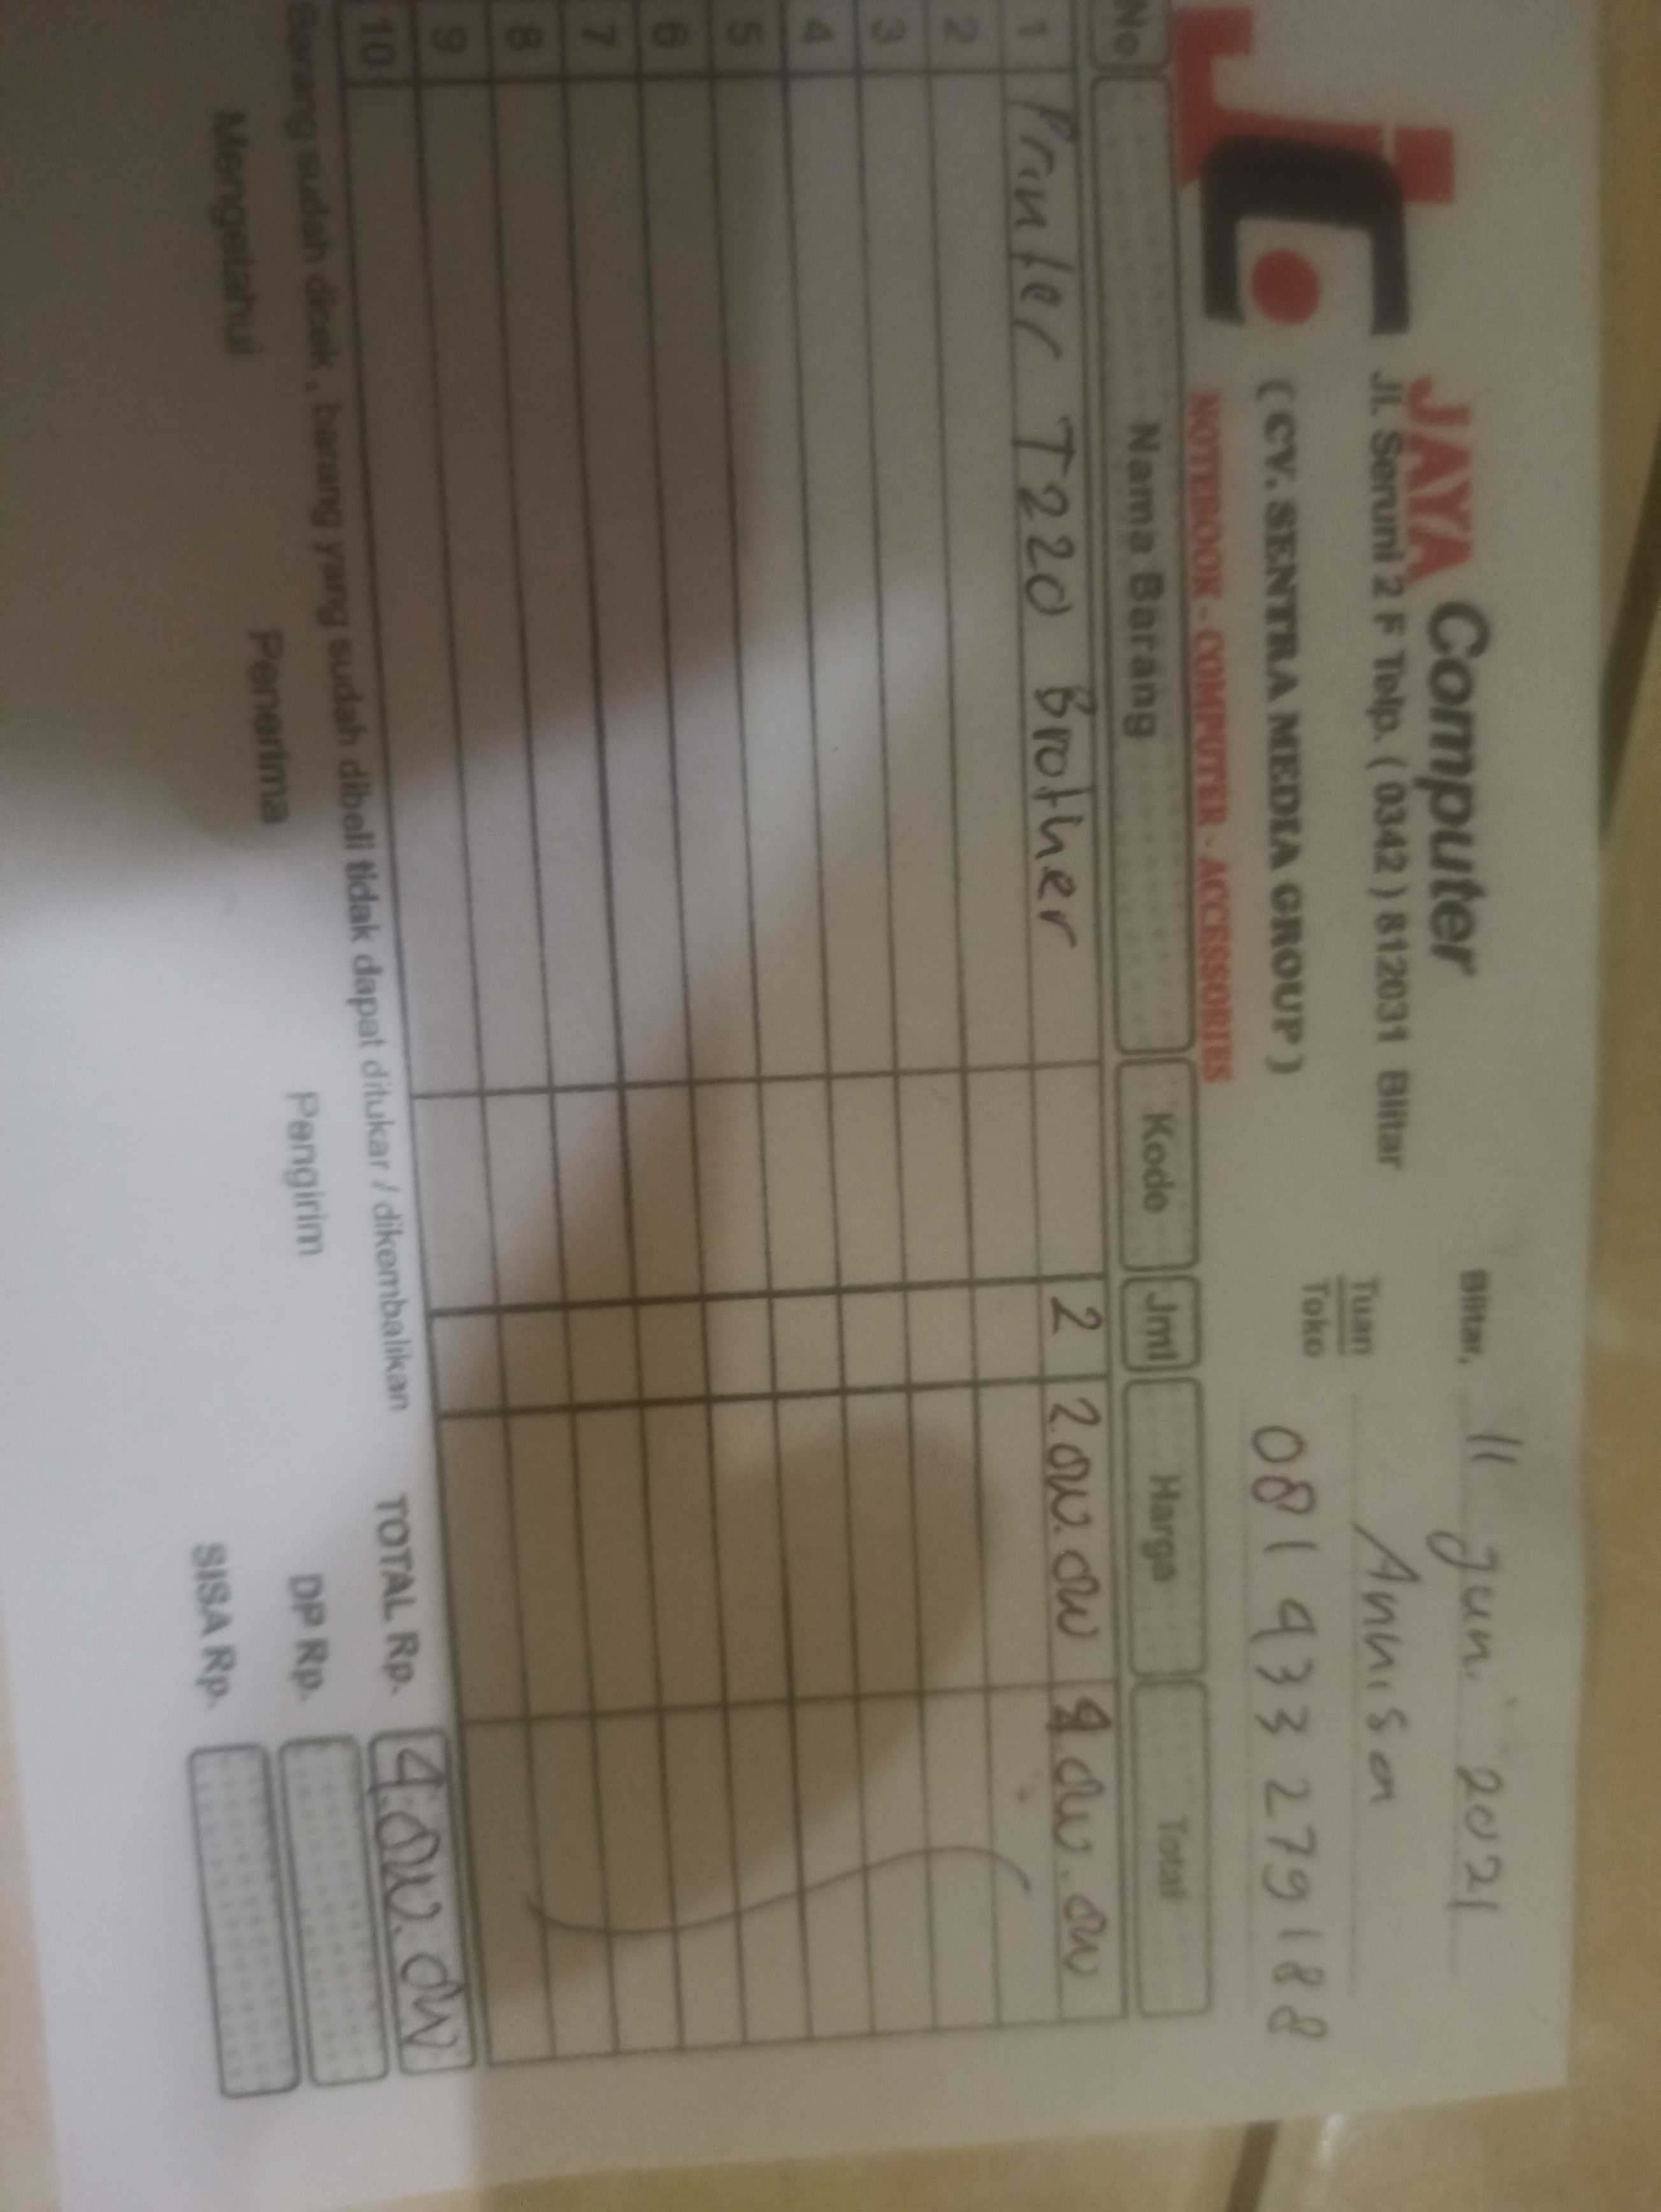 JAYA Computer
Jl. Seruni 2 F Telp. ( 0342 ) 812031 Blitar
( CV. SENTRA MEDIA GROUP )
NOTEBOOK - COMPUTER - ACCESSORIES
Blitar, 11 Juni 2021
Tuan Annisa
Toko
081 933 279 188
No Nama Barang Kode Jml Harga Total
1 Printer T220 Brother 2 2.000.000 4.000.000
2
3
4
5
6
7
8
9
10
Barang sudah dicek, barang yang sudah dibeli tidak dapat ditukar / dikembalikan
TOTAL Rp. 4.000.000
DP Rp.
SISA Rp.
Mengetahui Penerima Pengirim